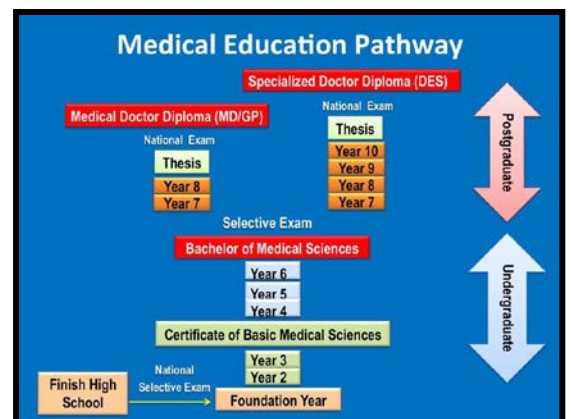 Medical Education Pathway
Specialized Doctor Diploma (DES)
Medical Doctor Diploma (MD/GP)
National Exam
National Exam
Thesis
Thesis
Year 10
Year 9
Year 8
Year 8
Year 7
Year 7
Postgraduate
Selective Exam
Bachelor of Medical Sciences
Year 6
Year 5
Year 4
Certificate of Basic Medical Sciences
Year 3
Year 2
Undergraduate
Finish High
School
National
Selective Exam
Foundation Year